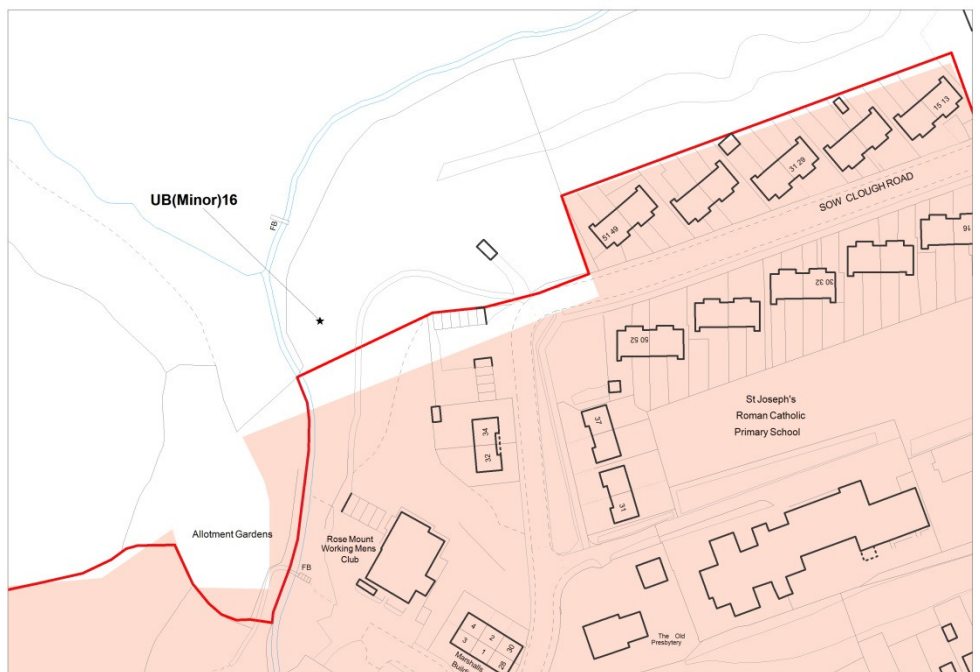 15 13
31 29
SOW CLOUGH ROAD
UB(Minor)16
FB
51 49
16
30 32
50 52
St Joseph's
Roman Catholic
Primary School
34
32
37
31
Allotment Gardens
Rose Mount
Working Mens
Club
FB
4 2 30
3 1 28
Marshalls
The Old
Presbytery